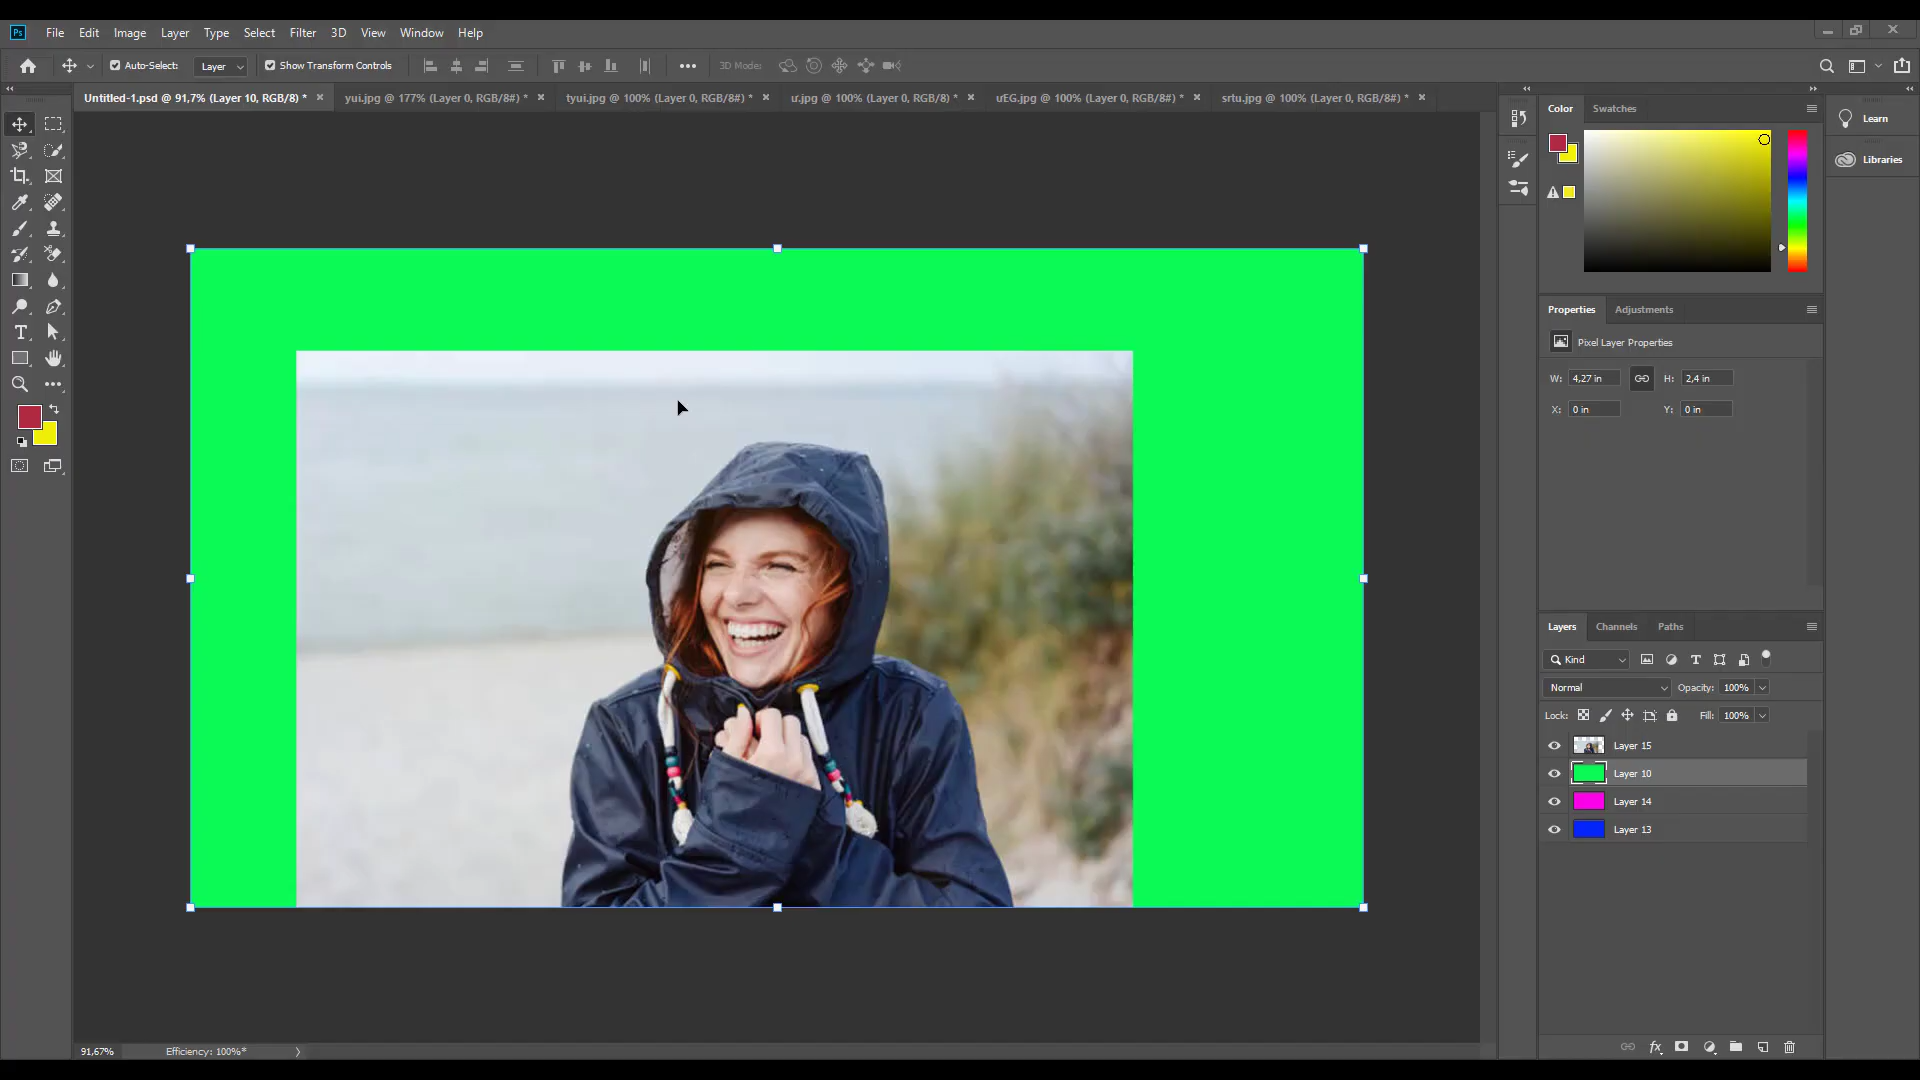 Ps File Edit Image Layer Type Select Filter 3D View Window Help
Auto-Select: Layer Show Transform Controls 3D Mode:
Untitled-1.psd @ 91,7% (Layer 10, RGB/8) * yui.jpg @ 177% (Layer 0, RGB/8#) * tyui.jpg @ 100% (Layer 0, RGB/8#) * ur.jpg @ 100% (Layer 0, RGB/8) * utEG.jpg @ 100% (Layer 0, RGB/8#) * srtu.jpg @ 100% (Layer 0, RGB/8#) *
Color Swatches
Learn
Libraries
Properties Adjustments
Pixel Layer Properties
W: 4,27 in H: 2,4 in
X: 0 in Y: 0 in
Layers Channels Paths
Kind
Normal Opacity: 100%
Lock: Fill: 100%
Layer 15
Layer 10
Layer 14
Layer 13
91,67% Efficiency: 100%*